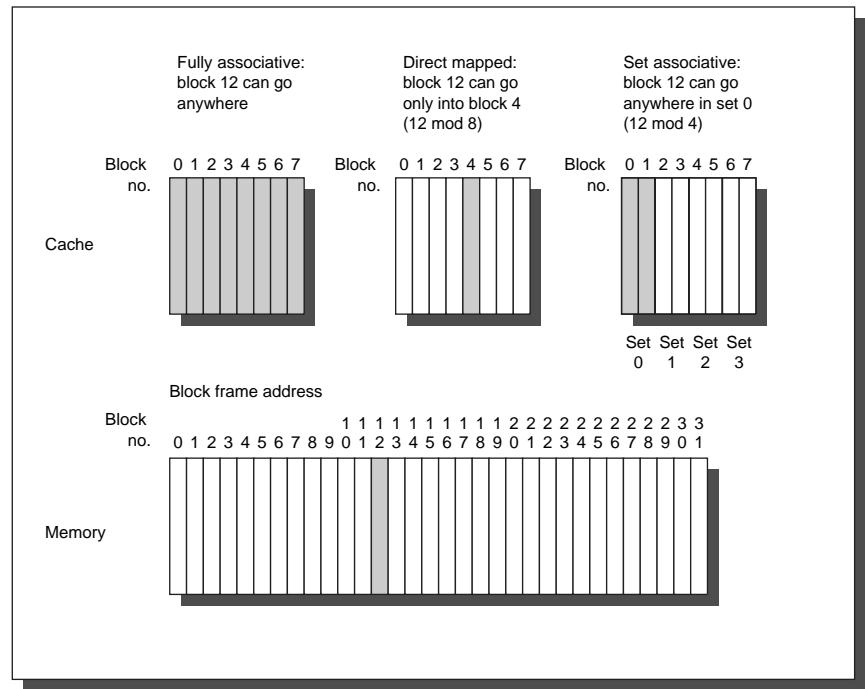 Fully associative:
block 12 can go
anywhere
Direct mapped:
block 12 can go
only into block 4
(12 mod 8)
Set associative:
block 12 can go
anywhere in set 0
(12 mod 4)
Block
no.
0 1 2 3 4 5 6 7
Block
no.
0 1 2 3 4 5 6 7
Block
no.
0 1 2 3 4 5 6 7
Cache
Set Set Set Set
0 1 2 3
Block frame address
Block
no.
1 1 1 1 1 1 1 1 1 1 2 2 2 2 2 2 2 2 2 2 3 3
0 1 2 3 4 5 6 7 8 9 0 1 2 3 4 5 6 7 8 9 0 1 2 3 4 5 6 7 8 9 0 1
Memory